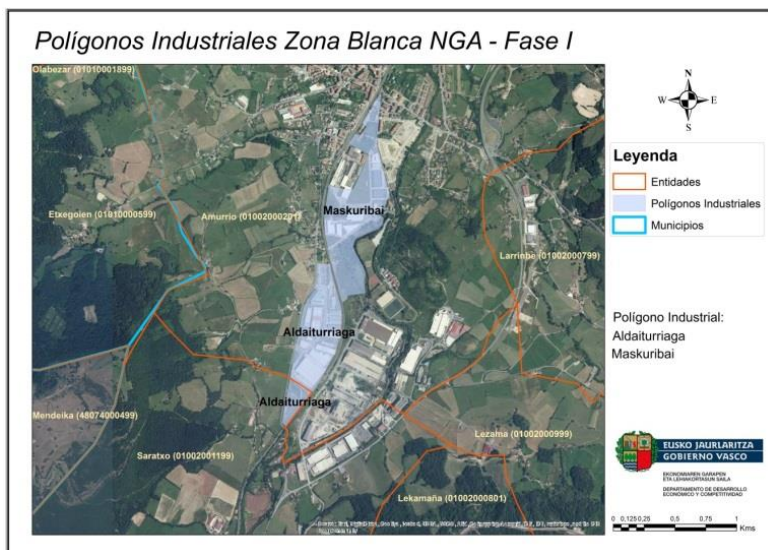 Polígonos Industriales Zona Blanca NGA - Fase I
Olabezar (01010001899)
Etxegoien (01010000599)
Amurrio (01002000201)
Maskuribai
Larrinbe (01002000799)
Aldaiturriaga
Aldaiturriaga
Mendeika (48074000499)
Saratxo (01002001199)
Lezama (01002000999)
Lekamaña (01002000801)
N
W E
S
Leyenda
Entidades
Polígonos Industriales
Municipios
Polígono Industrial:
Aldaiturriaga
Maskuribai
EUSKO JAURLARITZA
GOBIERNO VASCO
EKONOMIAREN GARAPEN
ETA LEHIAKORTASUN SAILA
DEPARTAMENTO DE DESARROLLO
ECONÓMICO Y COMPETITIVIDAD
0 0,125 0,25 0,5 0,75 1
Kms